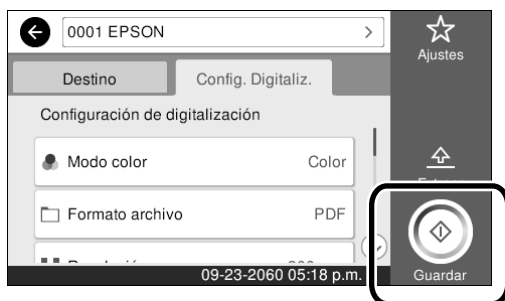 0001 EPSON
Ajustes
Destino
Config. Digitaliz.
Configuración de digitalización
Modo color
Color
Formato archivo
PDF
09-23-2060 05:18 p.m.
Guardar